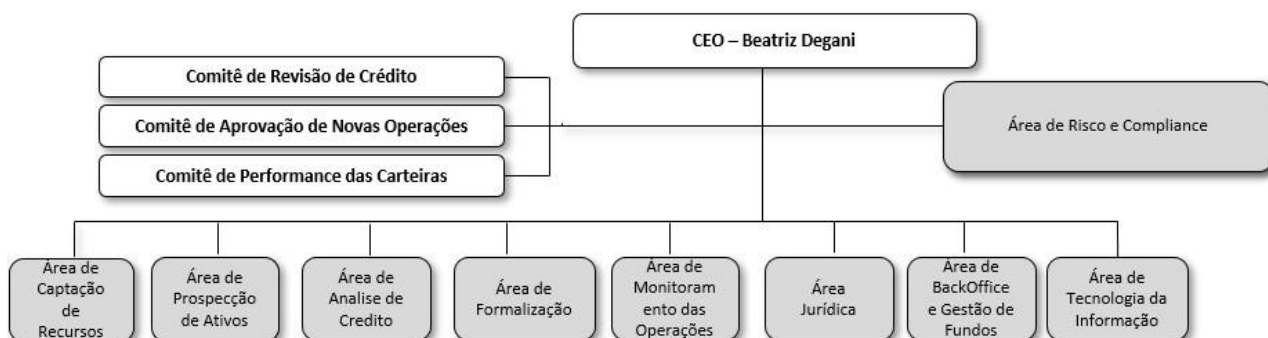 CEO – Beatriz Degani
Comitê de Revisão de Crédito
Comitê de Aprovação de Novas Operações
Comitê de Performance das Carteiras
Área de Risco e Compliance
Área de
Captação
de
Recursos
Área de
Prospecção
de Ativos
Área de
Analise de
Credito
Área de
Formalização
Área de
Monitoram
ento das
Operações
Área
Jurídica
Área de
BackOffice
e Gestão de
Fundos
Área de
Tecnologia da
Informação